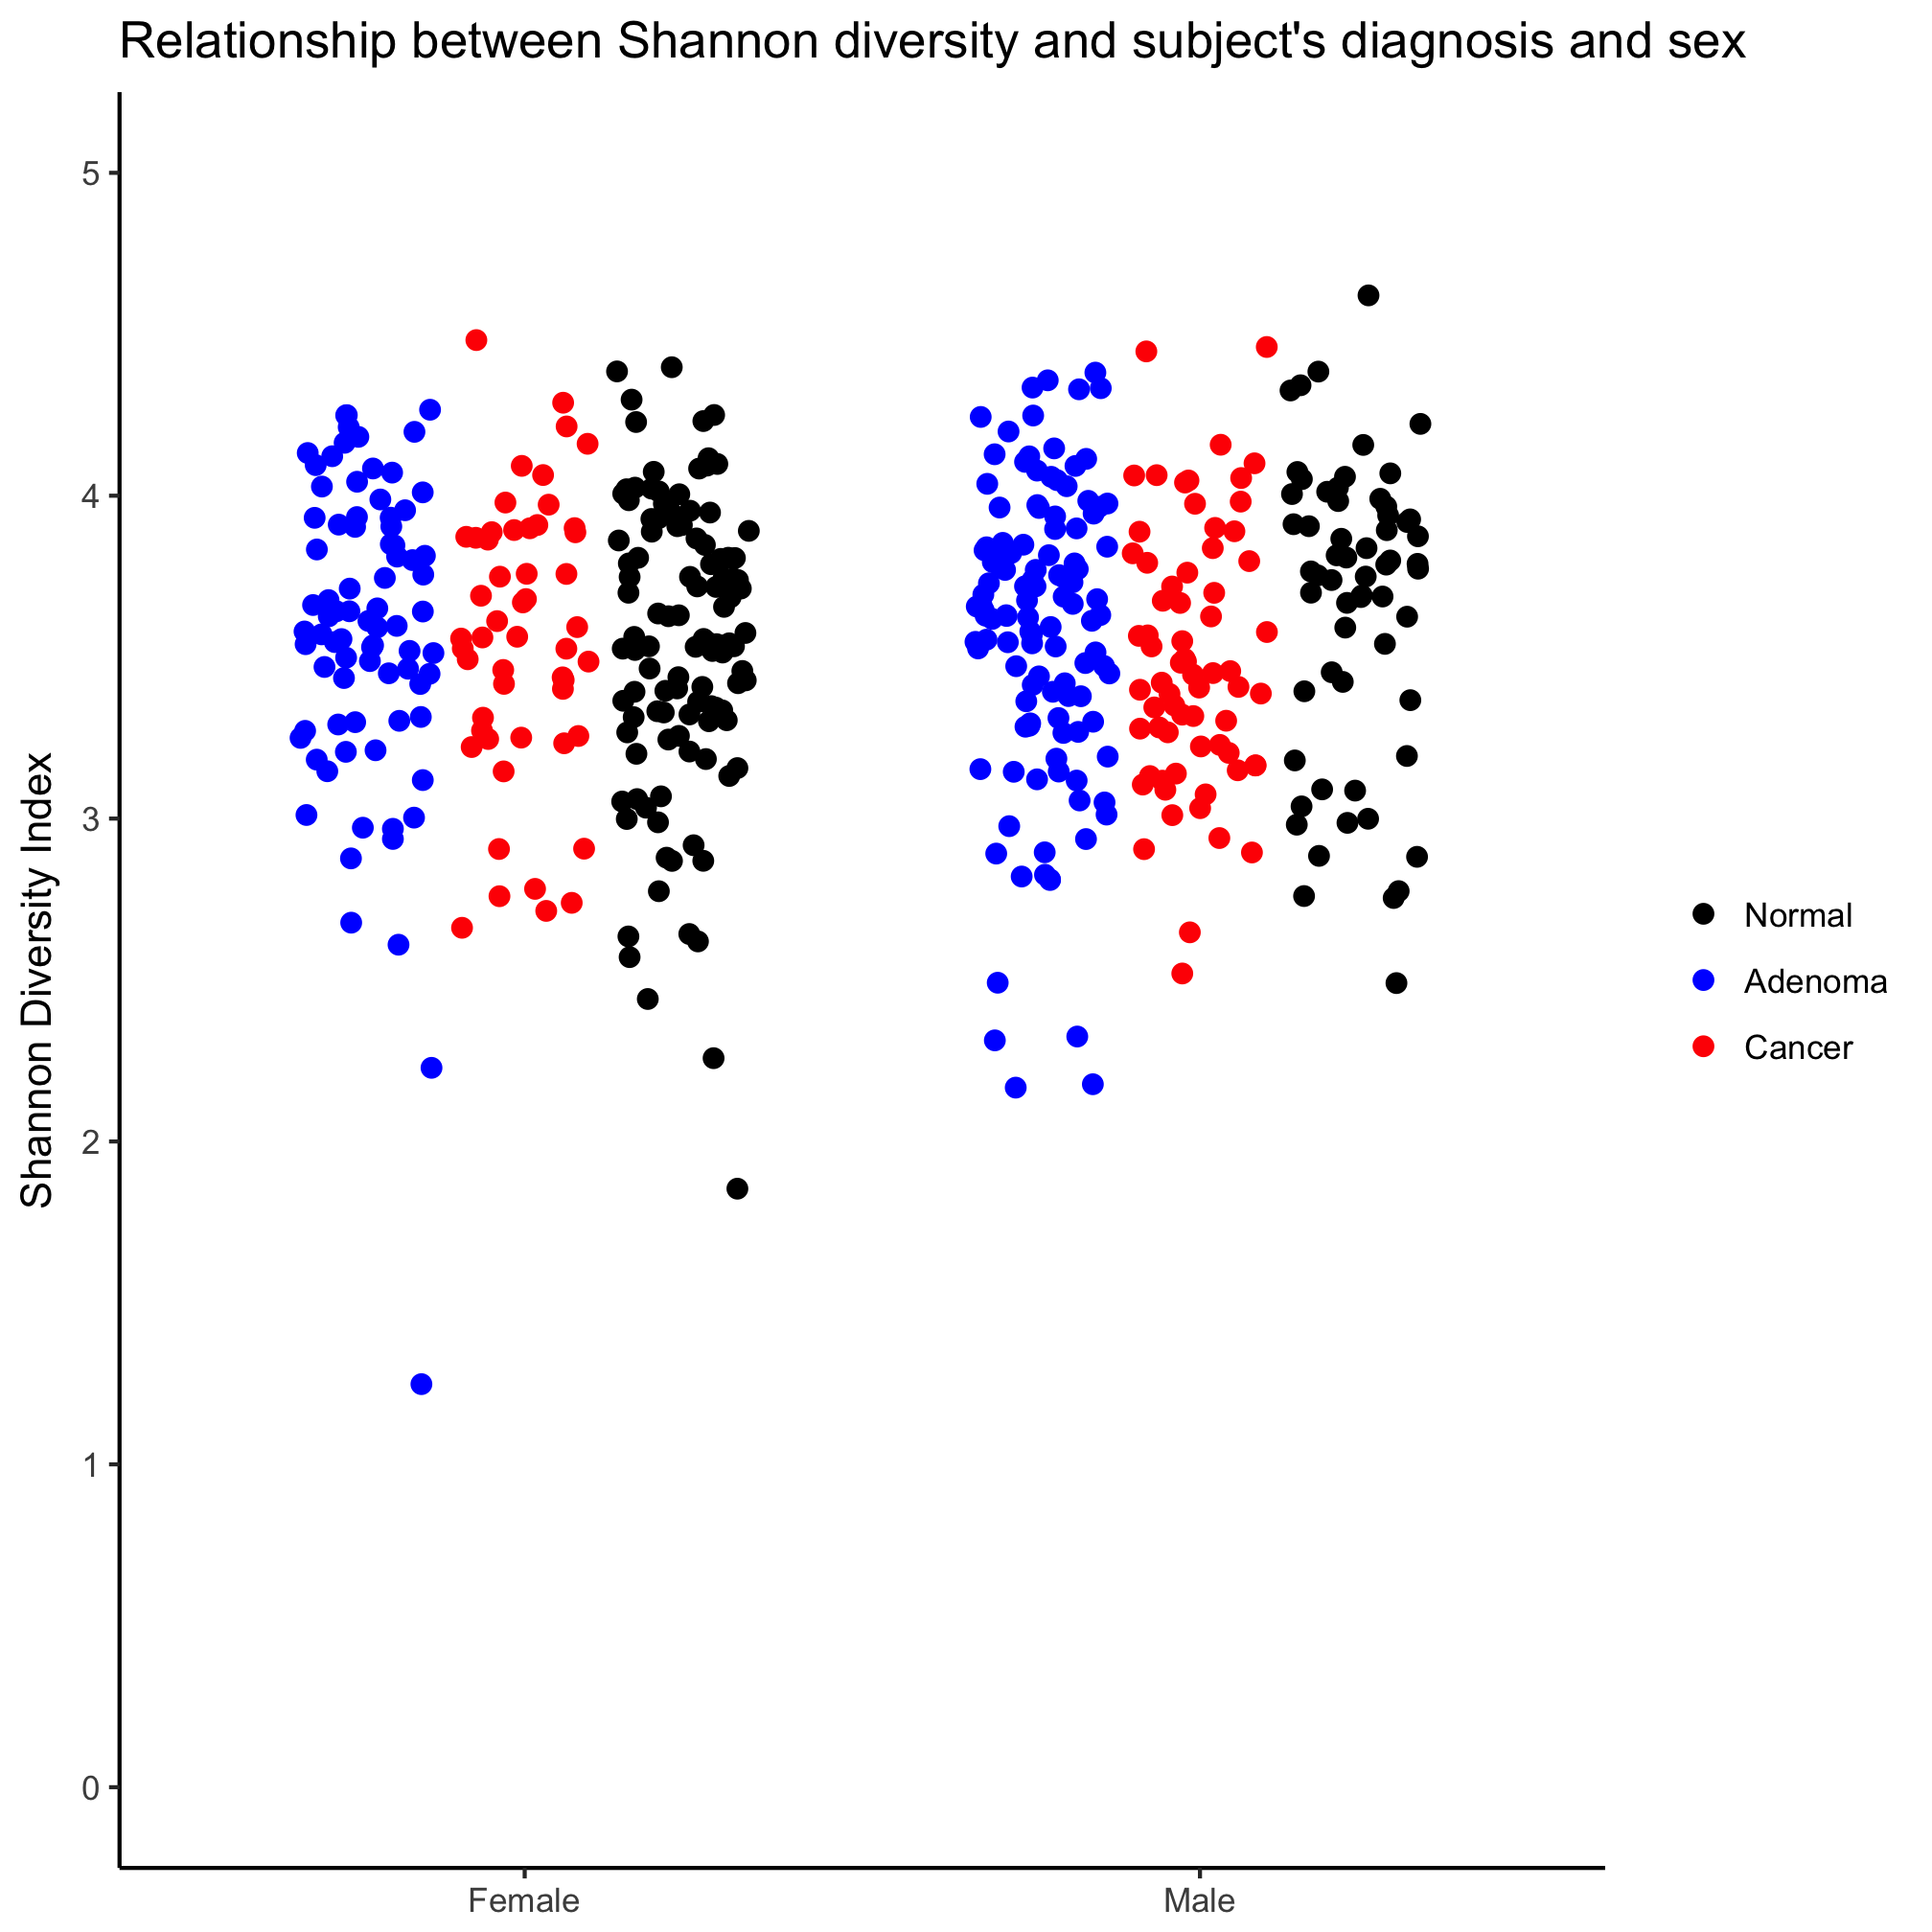 Relationship between Shannon diversity and subject's diagnosis and sex
5
4
3
2
1
0
Shannon Diversity Index
Female
Male
Normal
Adenoma
Cancer